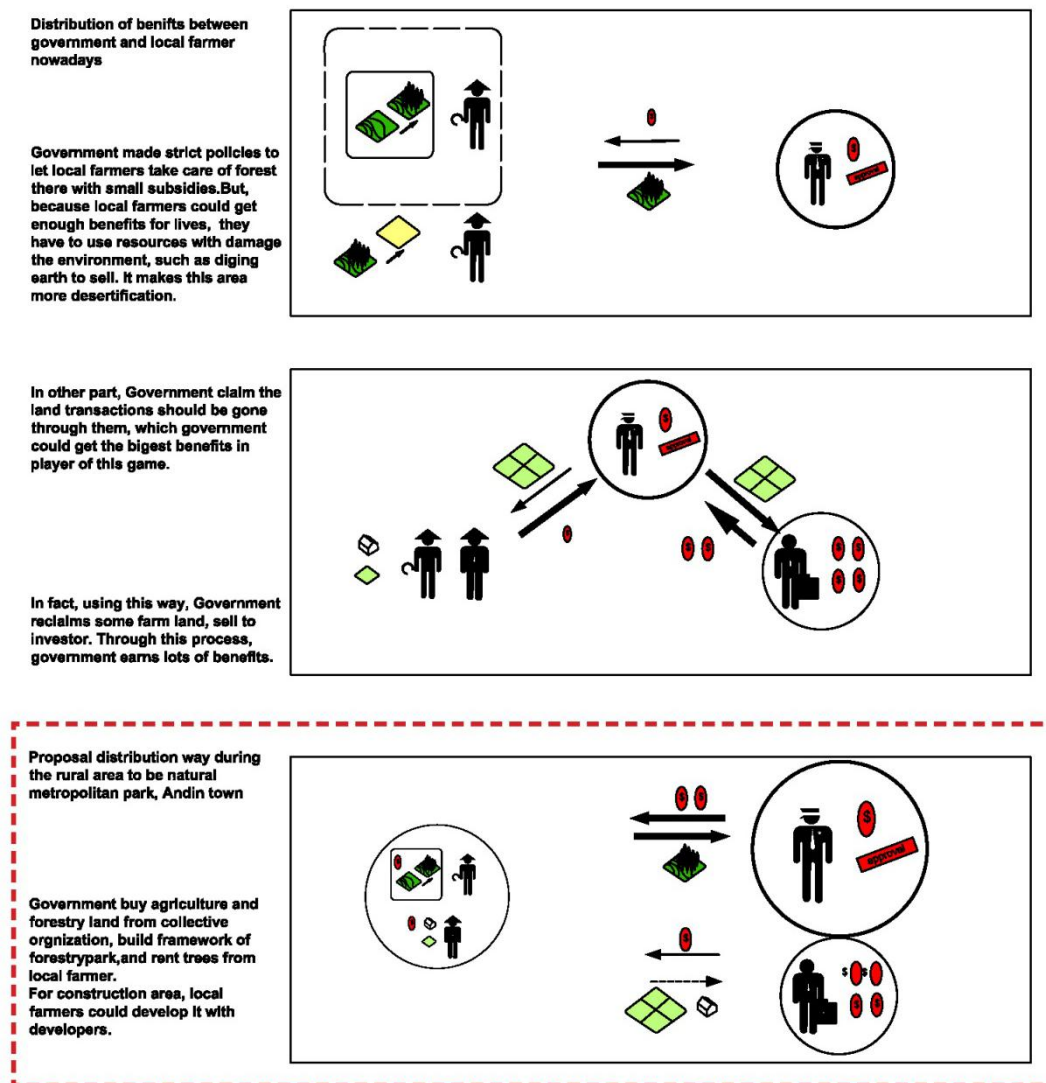 Distribution of benifts between
government and local farmer
nowadays
Government made strict policies to
let local farmers take care of forest
there with small subsidies.But,
because local farmers could get
enough benefits for lives, they
have to use resources with damage
the environment, such as diging
earth to sell. It makes this area
more desertification.
$
$
approval
In other part, Government claim the
land transactions should be gone
through them, which government
could get the bigest benefits in
player of this game.
In fact, using this way, Government
reclaims some farm land, sell to
investor. Through this process,
government earns lots of benefits.
$
approval
$
$ $
$ $
$ $
Proposal distribution way during
the rural area to be natural
metropolitan park, Andin town
Government buy agriculture and
forestry land from collective
orgnization, build framework of
forestrypark,and rent trees from
local farmer.
For construction area, local
farmers could develop it with
developers.
$
$
$ $
$
approval
$
$ $ $
$ $